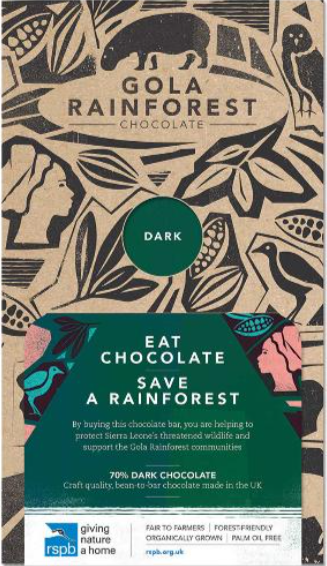 GOLA
RAINFOREST
CHOCOLATE
DARK
EAT
CHOCOLATE
SAVE
A RAINFOREST
By buying this chocolate bar, you are helping to
protect Sierra Leone's threatened wildlife and
support the Gola Rainforest communities
70% DARK CHOCOLATE
Craft quality, bean-to-bar chocolate made in the UK
rspb
giving
nature
a home
FAIR TO FARMERS | FOREST-FRIENDLY
ORGANICALLY GROWN | PALM OIL FREE
rspb.org.uk